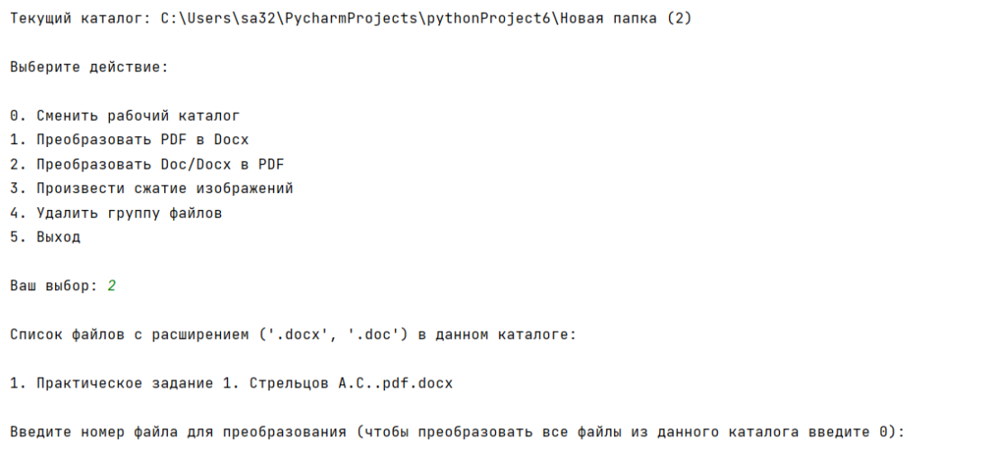 Текущий каталог: C:\Users\sa32\PycharmProjects\pythonProject6\Новая папка (2)
Выберите действие:
0. Сменить рабочий каталог
1. Преобразовать PDF в Docx
2. Преобразовать Doc/Docx в PDF
3. Произвести сжатие изображений
4. Удалить группу файлов
5. Выход
Ваш выбор: 2
Список файлов с расширением ('.docx', '.doc') в данном каталоге:
1. Практическое задание 1. Стрельцов А.С..pdf.docx
Введите номер файла для преобразования (чтобы преобразовать все файлы из данного каталога введите 0):